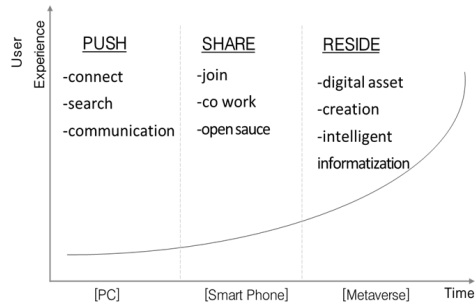 User
Experience
PUSH
-connect
-search
-communication
SHARE
-join
-co work
-open sauce
RESIDE
-digital asset
-creation
-intelligent
informatization
[PC]
[Smart Phone]
[Metaverse]
Time